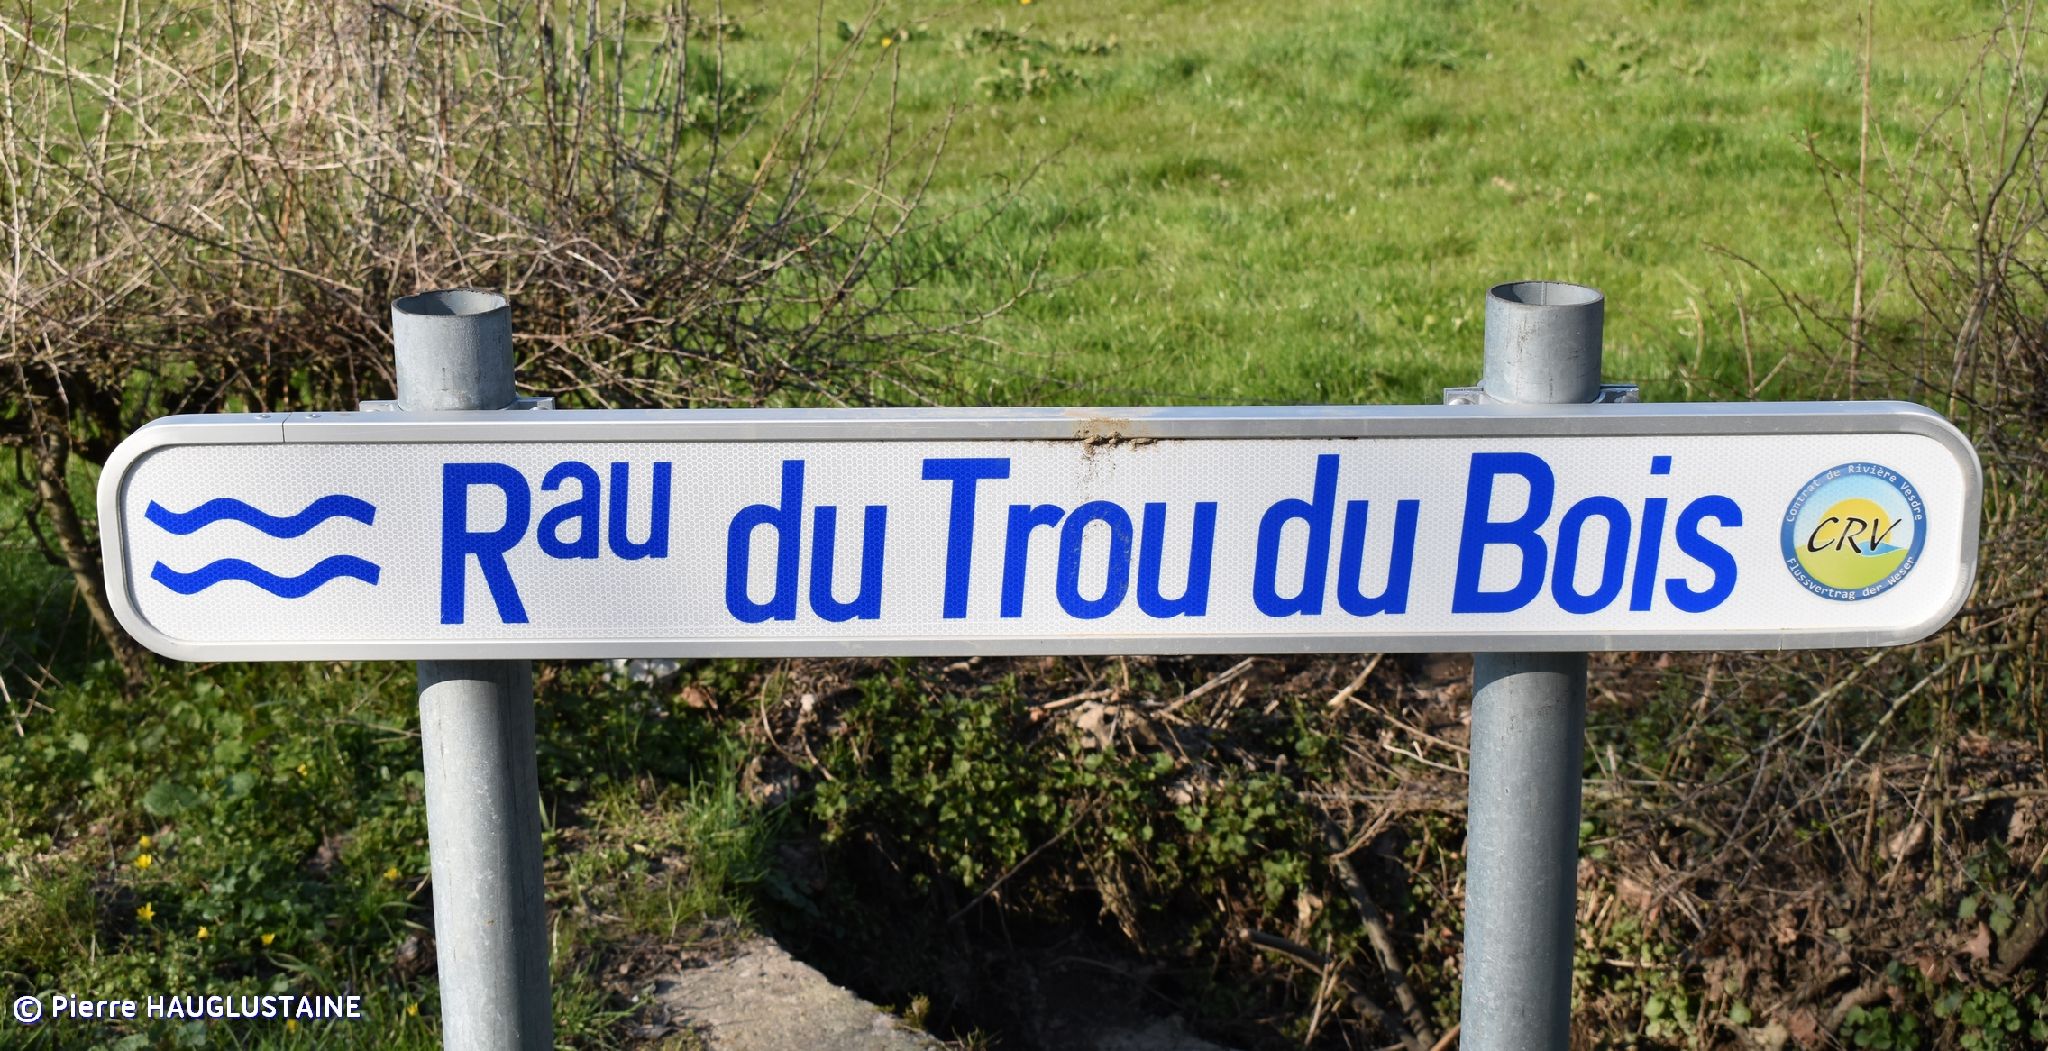 Rau du Trou du Bois
Contrat de Rivière Vesdre
CRV
Flussvertrag der Weser
© Pierre HAUGLUSTAINE